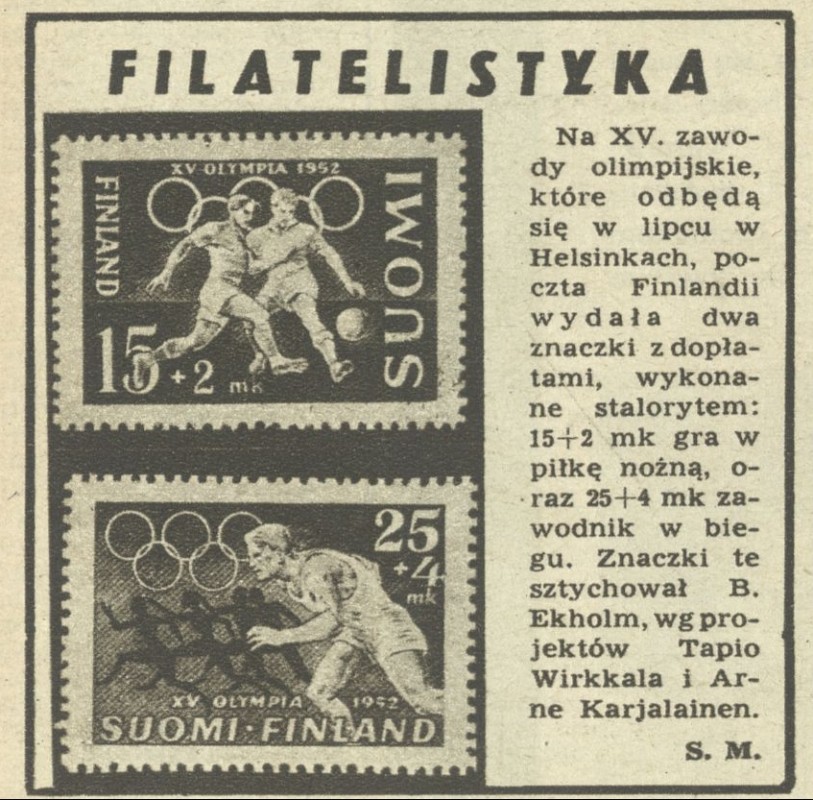 FILATELISTYKA
XV OLYMPIA 1952
FINLAND
SUOMI
15 + 2 mk
25
+ 4
mk
XV OLYMPIA 1952
SUOMI·FINLAND
Na XV. zawo-
dy olimpijskie,
które odbędą
się w lipcu w
Helsinkach, po-
czta Finlandii
wydała dwa
znaczki z dopła-
tami, wykona-
ne stalorytem:
15+2 mk gra w
piłkę nożną, o-
raz 25+4 mk za-
wodnik w bie-
gu. Znaczki te
sztychował B.
Ekholm, wg pro-
jektów Tapio
Wirkkala i Ar-
ne Karjalainen.
S. M.